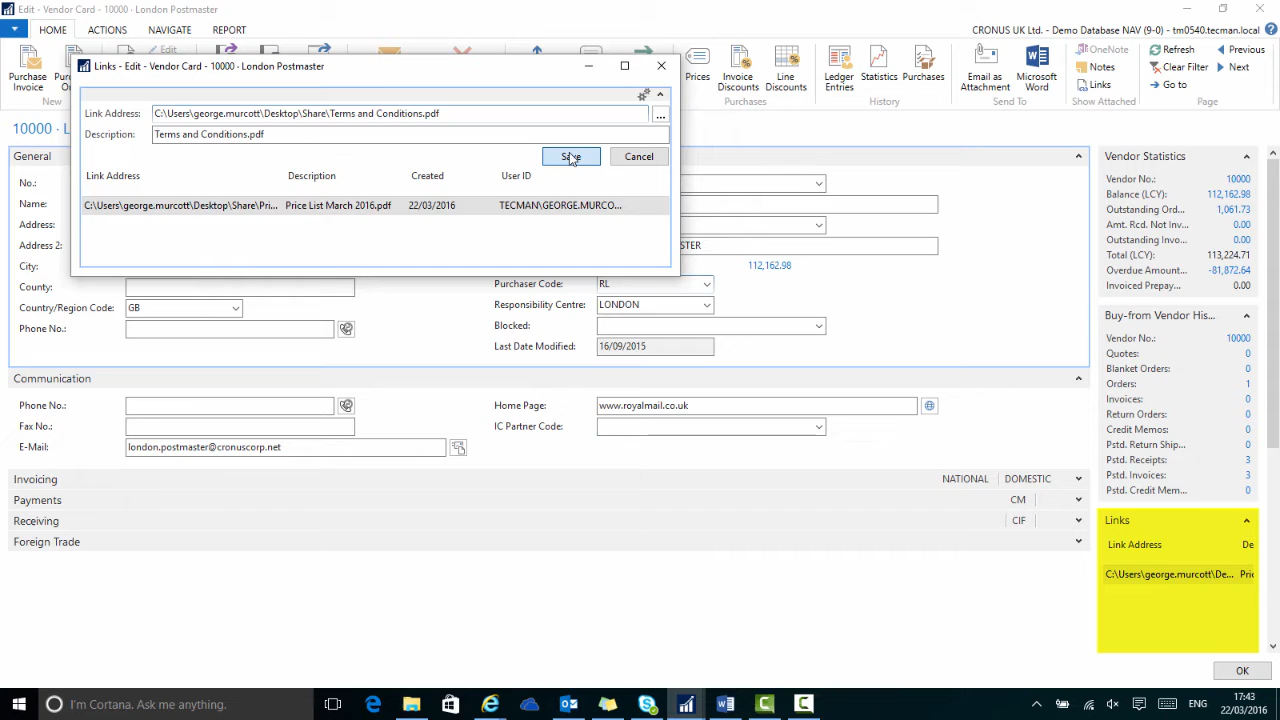 Edit - Vendor Card - 10000 · London Postmaster
HOME ACTIONS NAVIGATE REPORT
CRONUS UK Ltd. - Demo Database NAV (9-0) - tm0540.tecman.local
Purchase Invoice
Edit
Prices
Invoice Discounts
Line Discounts
Purchases
Ledger Entries
Statistics
Purchases
History
Email as Attachment
Microsoft Word
Send To
OneNote
Notes
Links
Show Attached
Refresh
Clear Filter
Go to
Previous
Next
Page
New
Links - Edit - Vendor Card - 10000 · London Postmaster
Link Address: C:\Users\george.murcott\Desktop\Share\Terms and Conditions.pdf ...
Description: Terms and Conditions.pdf
Save Cancel
Link Address Description Created User ID
C:\Users\george.murcott\Desktop\Share\Pri... Price List March 2016.pdf 22/03/2016 TECMAN\GEORGE.MURCO...
10000 · L
General
No.:
Name:
Address:
Address 2:
City:
County:
Country/Region Code: GB
Phone No.:
112,162.98
Purchaser Code: RL
Responsibility Centre: LONDON
Blocked:
Last Date Modified: 16/09/2015
Communication
Phone No.:
Fax No.:
E-Mail: london.postmaster@cronuscorp.net
Home Page: www.royalmail.co.uk
IC Partner Code:
Invoicing NATIONAL DOMESTIC
Payments CM
Receiving CIF
Foreign Trade
Vendor Statistics
Vendor No.: 10000
Balance (LCY): 112,162.98
Outstanding Ord... 1,061.73
Amt. Rcd. Not Inv... 0.00
Outstanding Invo... 0.00
Total (LCY): 113,224.71
Overdue Amount... -81,872.64
Invoiced Prepay... 0.00
Buy-from Vendor His...
Vendor No.: 10000
Quotes: 0
Blanket Orders: 0
Orders: 1
Invoices: 0
Return Orders: 0
Credit Memos: 0
Pstd. Return Ship... 0
Pstd. Receipts: 3
Pstd. Invoices: 3
Pstd. Credit Mem... 0
Links
Link Address De
C:\Users\george.murcott\De... Pric
OK
I'm Cortana. Ask me anything.
ENG
17:43
22/03/2016